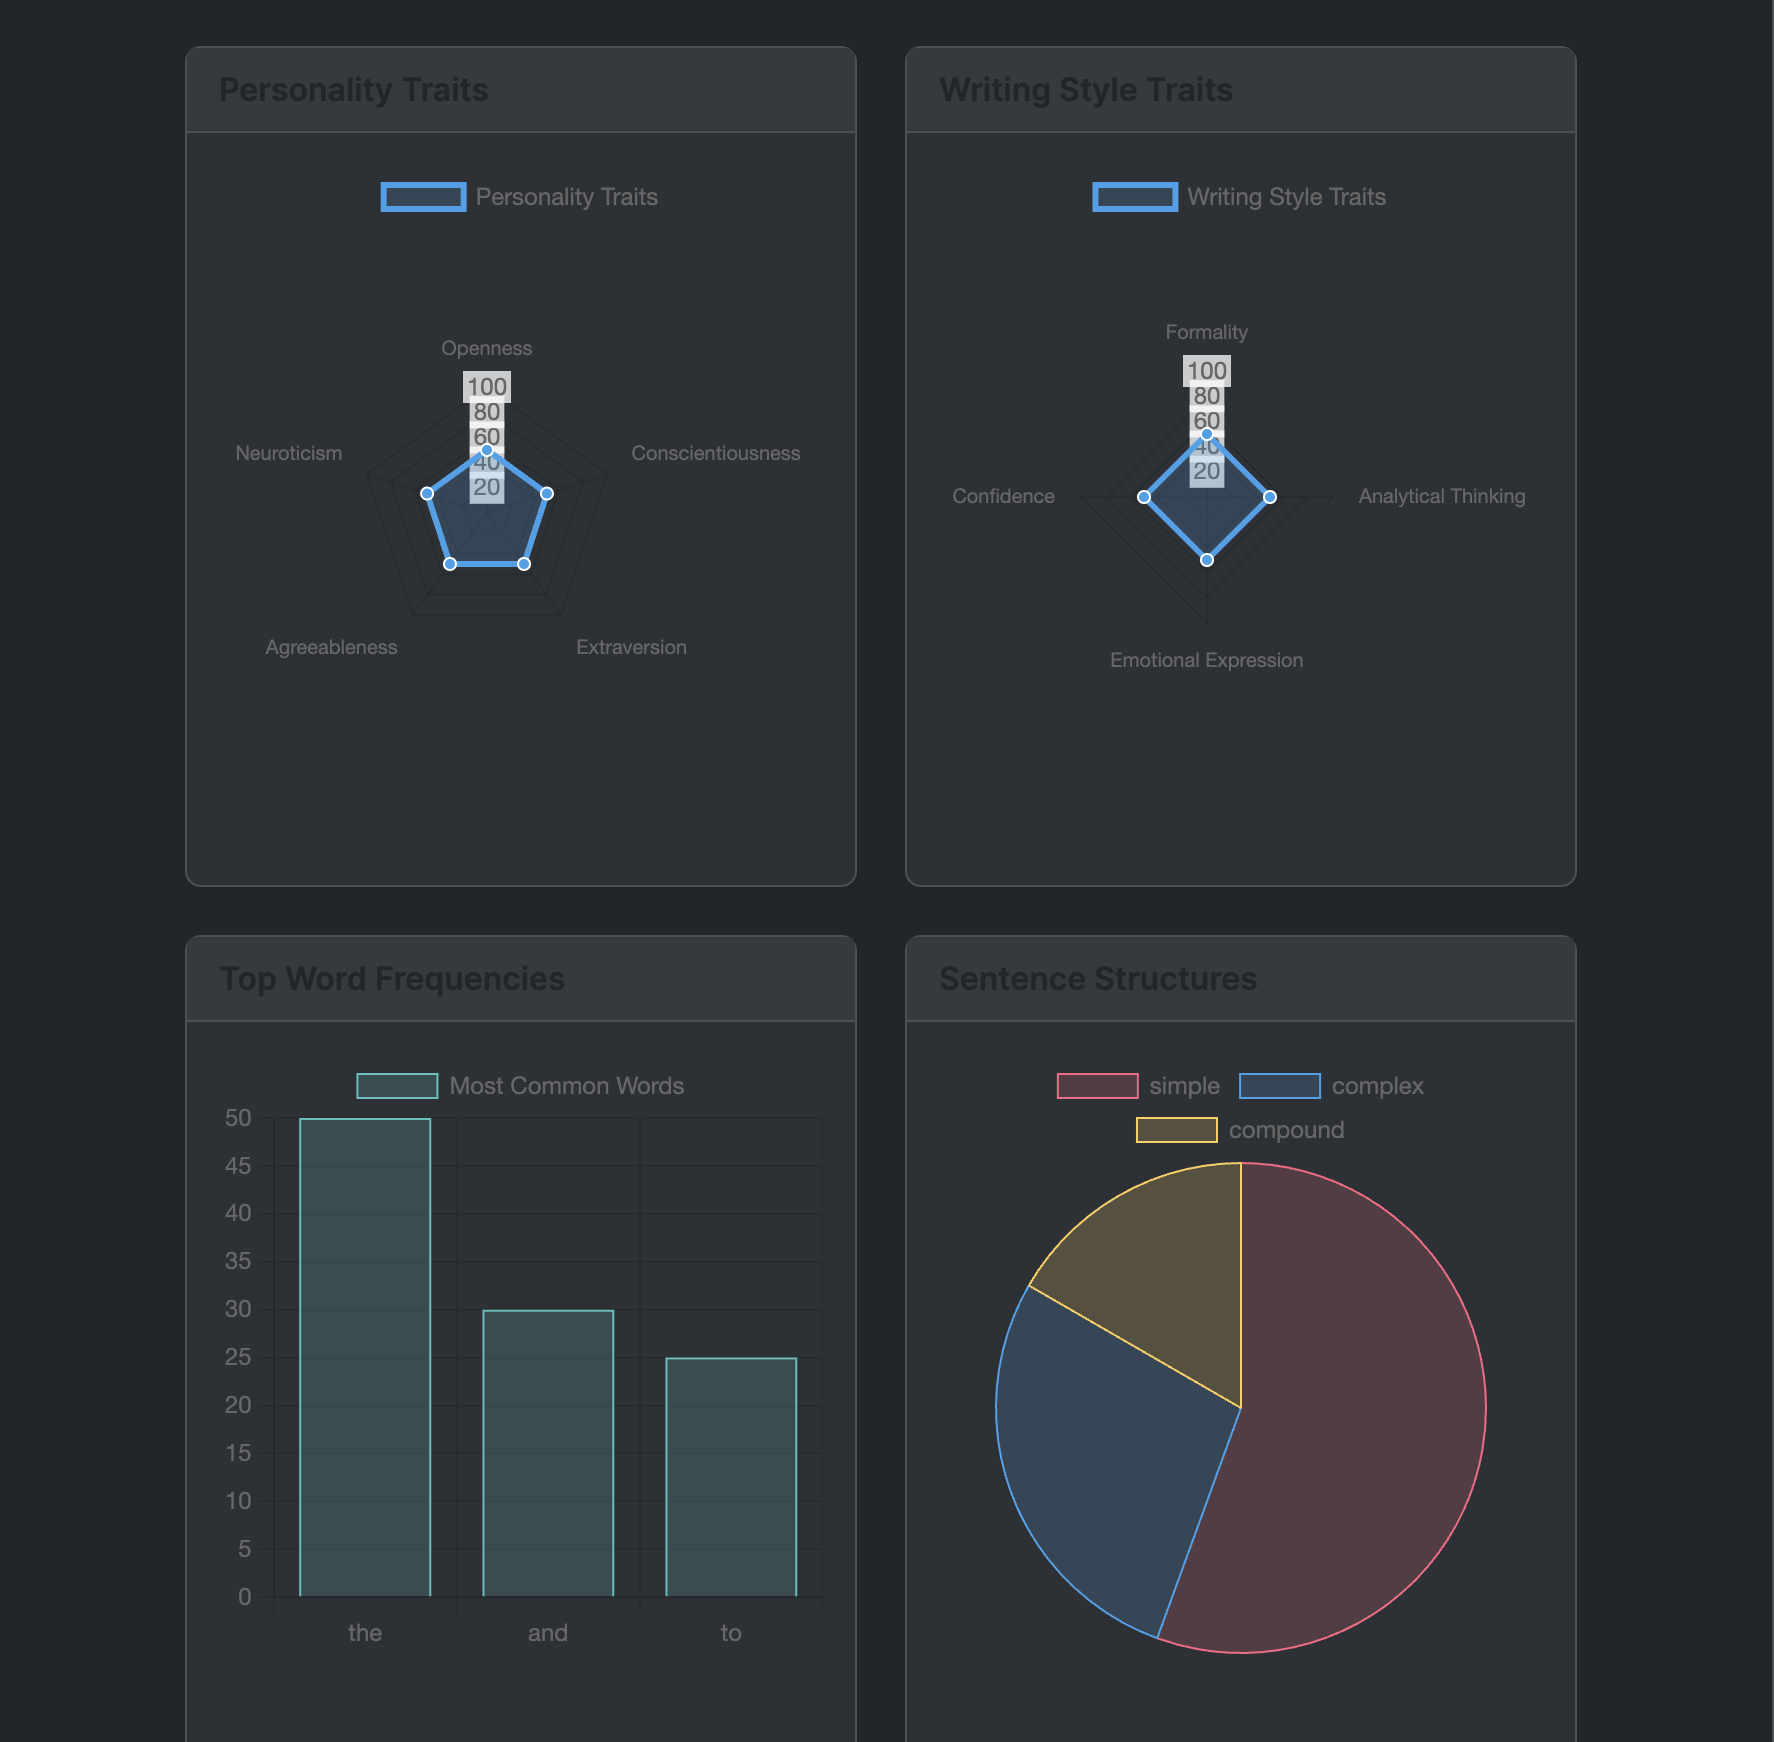 Personality Traits
Personality Traits
Openness
100
80
60
40
20
Neuroticism
Conscientiousness
Agreeableness
Extraversion
Writing Style Traits
Writing Style Traits
Formality
100
80
60
40
20
Confidence
Analytical Thinking
Emotional Expression
Top Word Frequencies
Most Common Words
50
45
40
35
30
25
20
15
10
5
0
the and to
Sentence Structures
simple complex
compound